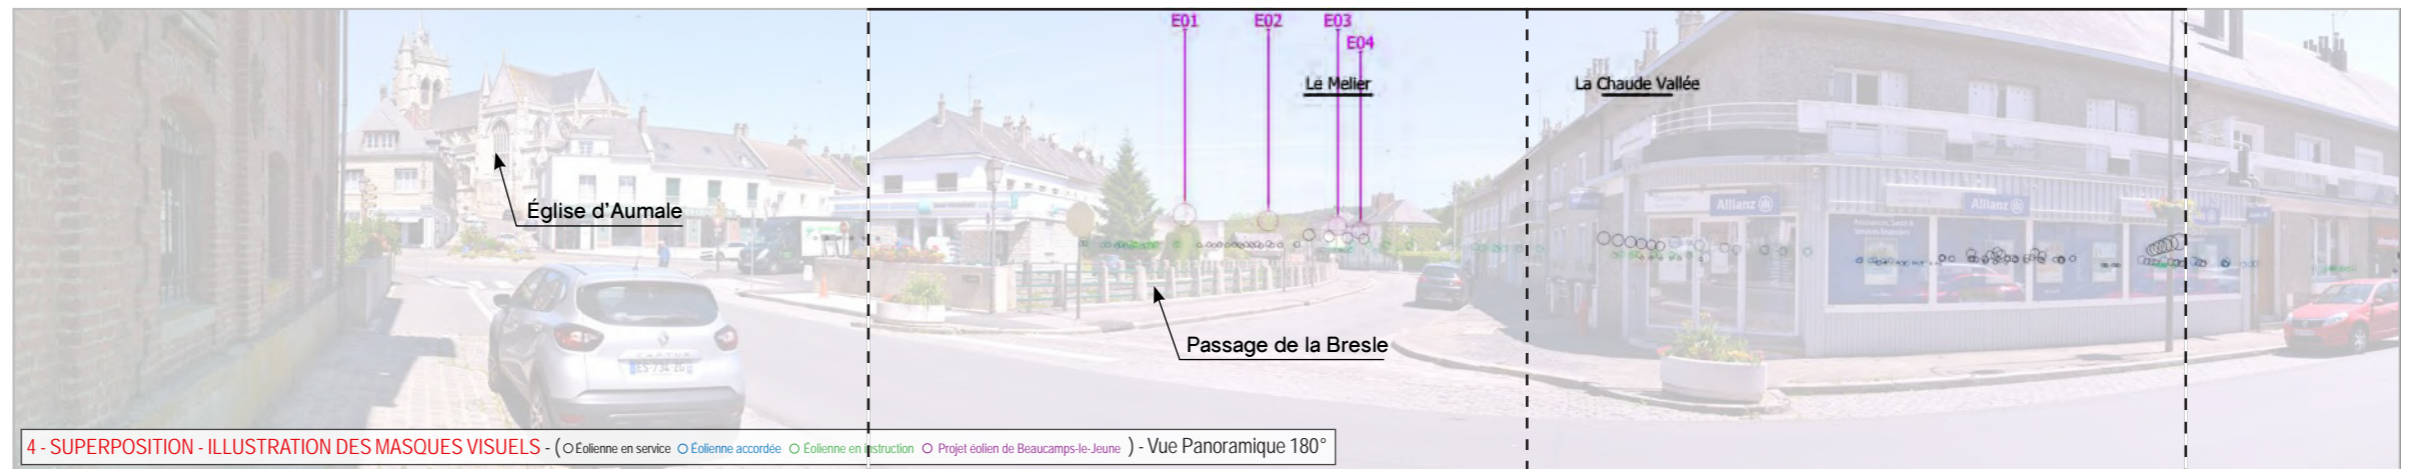 E01
E02
E03
E04
Le Melier
La Chaude Vallée
Église d'Aumale
Allianz
Allianz
Passage de la Bresle
4 - SUPERPOSITION - ILLUSTRATION DES MASQUES VISUELS - ( Éolienne en service Éolienne accordée Éolienne en instruction Projet éolien de Beaucamps-le-Jeune ) - Vue Panoramique 180°